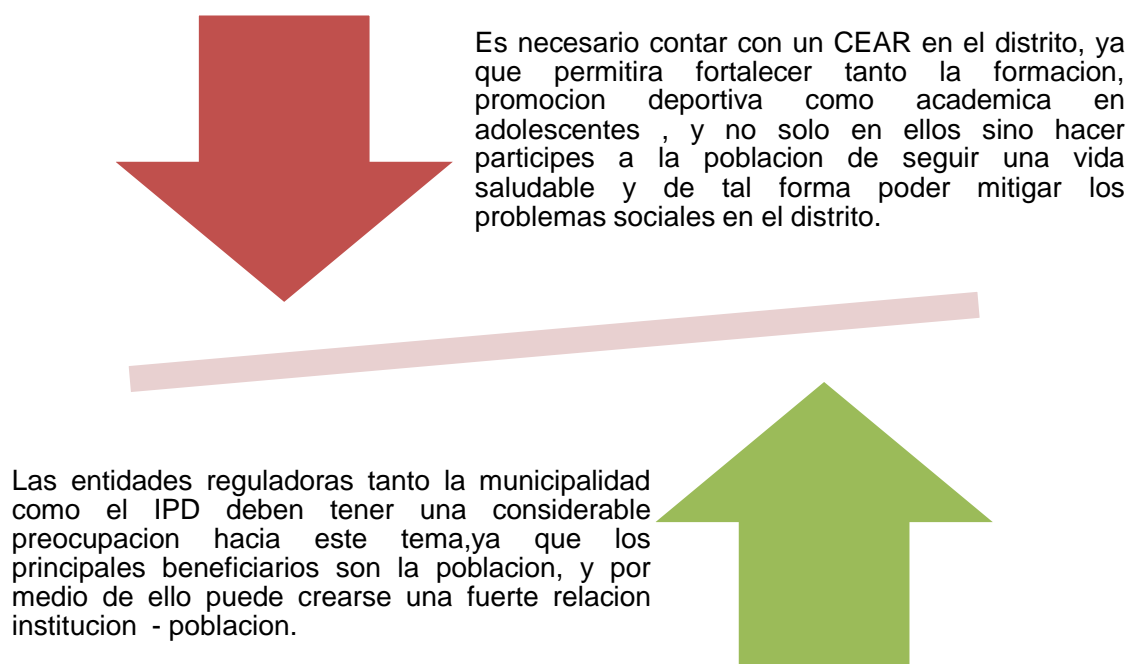 Es necesario contar con un CEAR en el distrito, ya
que permitira fortalecer tanto la formacion,
promocion deportiva como academica en
adolescentes , y no solo en ellos sino hacer
participes a la poblacion de seguir una vida
saludable y de tal forma poder mitigar los
problemas sociales en el distrito.
Las entidades reguladoras tanto la municipalidad
como el IPD deben tener una considerable
preocupacion hacia este tema,ya que los
principales beneficiarios son la poblacion, y por
medio de ello puede crearse una fuerte relacion
institucion - poblacion.